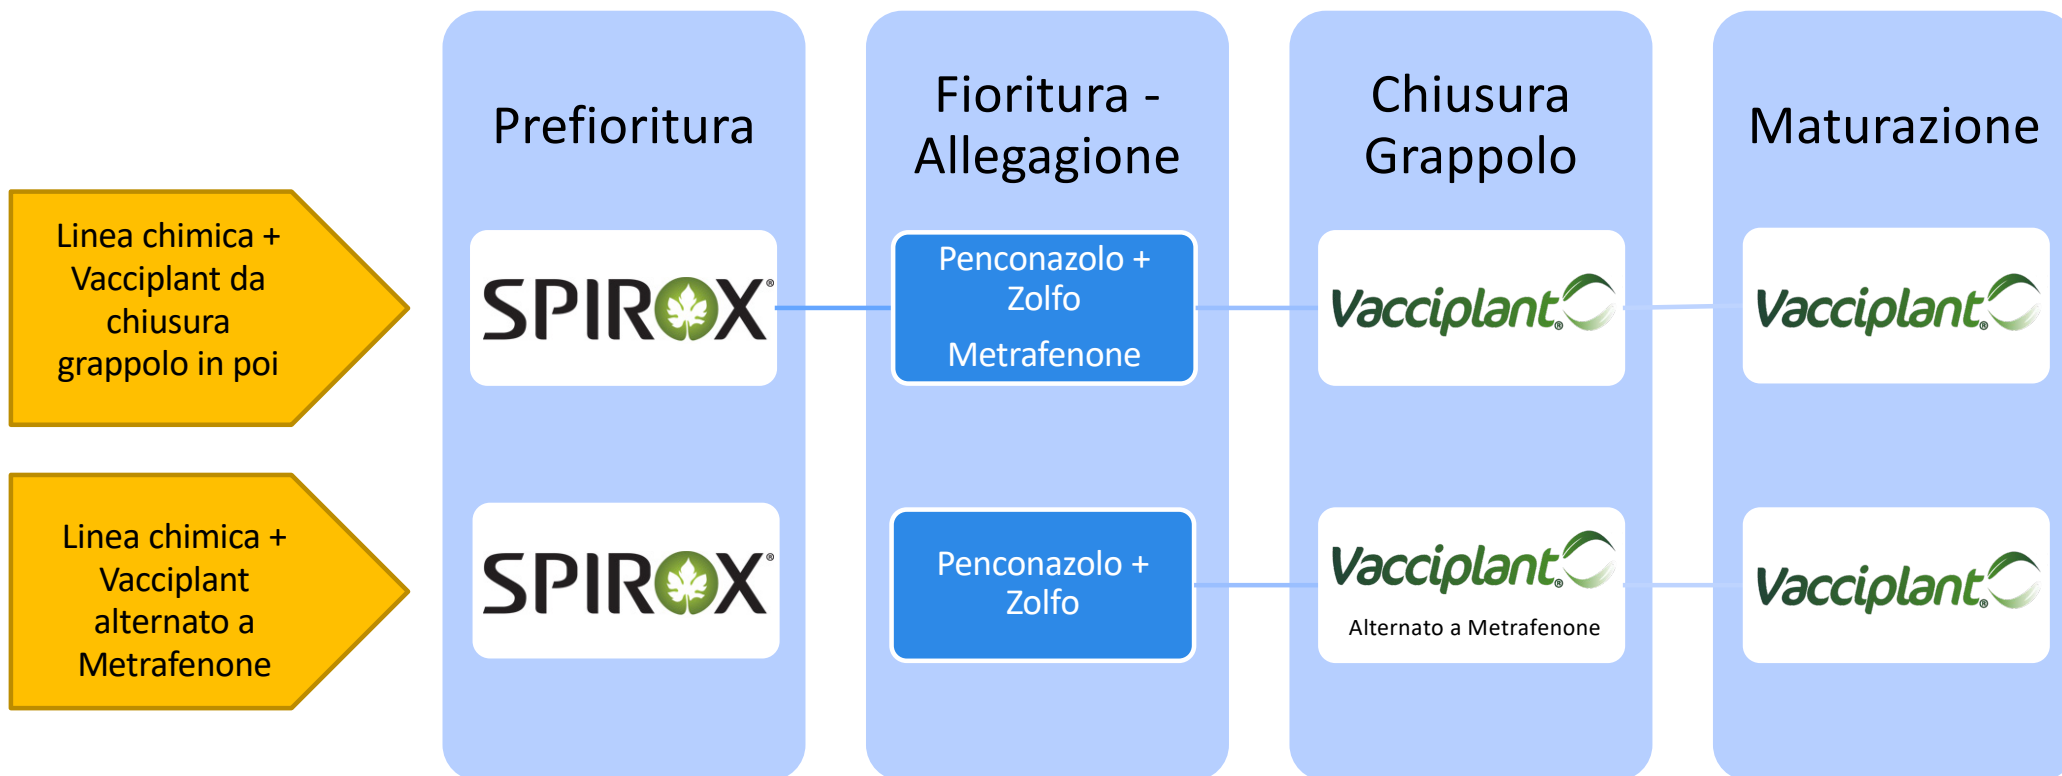 Prefioritura
Fioritura -
Allegagione
Chiusura
Grappolo
Maturazione
Linea chimica +
Vacciplant da
chiusura
grappolo in poi
SPIROX®
Penconazolo +
Zolfo
Metrafenone
Vacciplant®
Vacciplant®
Linea chimica +
Vacciplant
alternato a
Metrafenone
SPIROX®
Penconazolo +
Zolfo
Vacciplant®
Alternato a Metrafenone
Vacciplant®